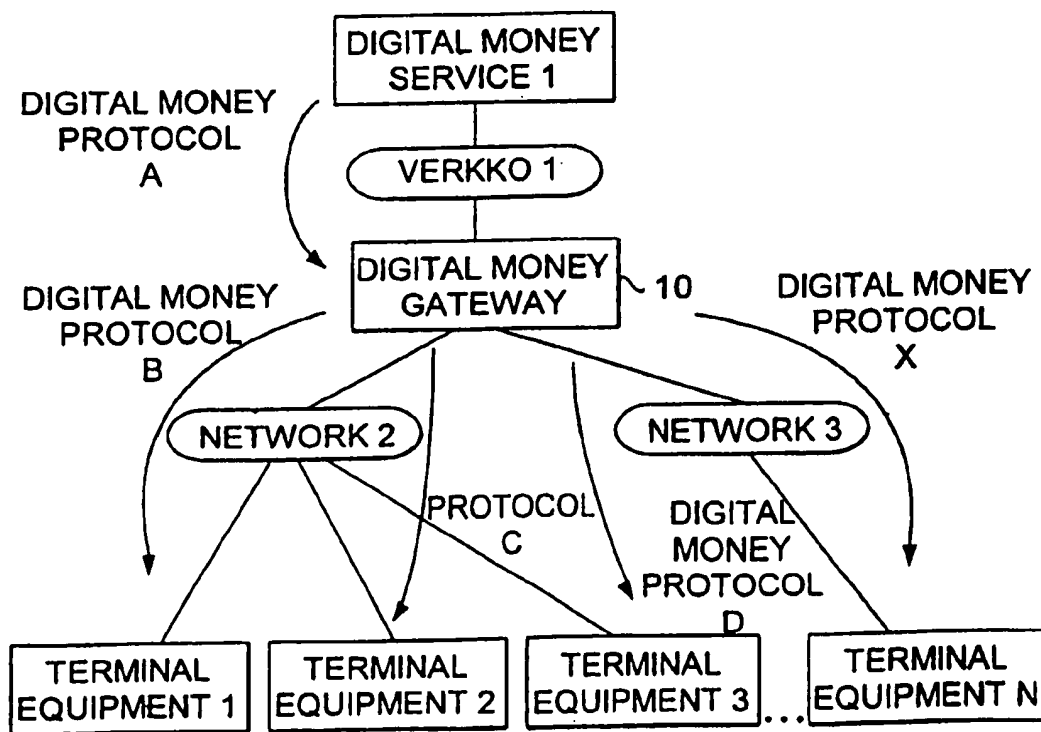 DIGITAL MONEY
SERVICE 1
DIGITAL MONEY
PROTOCOL
A
VERKKO 1
DIGITAL MONEY
GATEWAY
10
DIGITAL MONEY
PROTOCOL
B
DIGITAL MONEY
PROTOCOL
X
NETWORK 2
NETWORK 3
PROTOCOL
C
DIGITAL
MONEY
PROTOCOL
D
TERMINAL
EQUIPMENT 1
TERMINAL
EQUIPMENT 2
TERMINAL
EQUIPMENT 3
...
TERMINAL
EQUIPMENT N